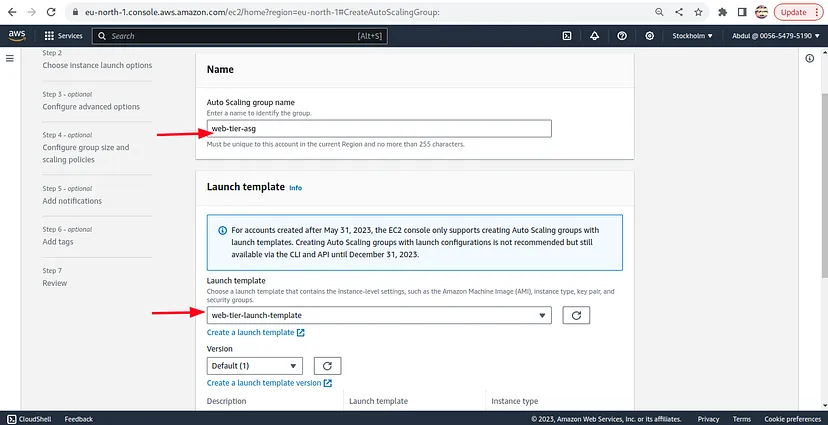 eu-north-1.console.aws.amazon.com/ec2/home?region=eu-north-1#CreateAutoScalingGroup:
Update
aws
Services
Search
[Alt+S]
Stockholm
Abdul @ 0056-5479-5190
Step 2
Choose instance launch options
Step 3 - optional
Configure advanced options
Step 4 - optional
Configure group size and
scaling policies
Step 5 - optional
Add notifications
Step 6 - optional
Add tags
Step 7
Review
Name
Auto Scaling group name
Enter a name to identify the group.
web-tier-asg
Must be unique to this account in the current Region and no more than 255 characters.
Launch template Info
For accounts created after May 31, 2023, the EC2 console only supports creating Auto Scaling groups with
launch templates. Creating Auto Scaling groups with launch configurations is not recommended but still
available via the CLI and API until December 31, 2023.
Launch template
Choose a launch template that contains the instance-level settings, such as the Amazon Machine Image (AMI), instance type, key pair, and
security groups.
web-tier-launch-template
Create a launch template
Version
Default (1)
Create a launch template version
Description
Launch template
Instance type
CloudShell
Feedback
© 2023, Amazon Web Services, Inc. or its affiliates.
Privacy
Terms
Cookie preferences